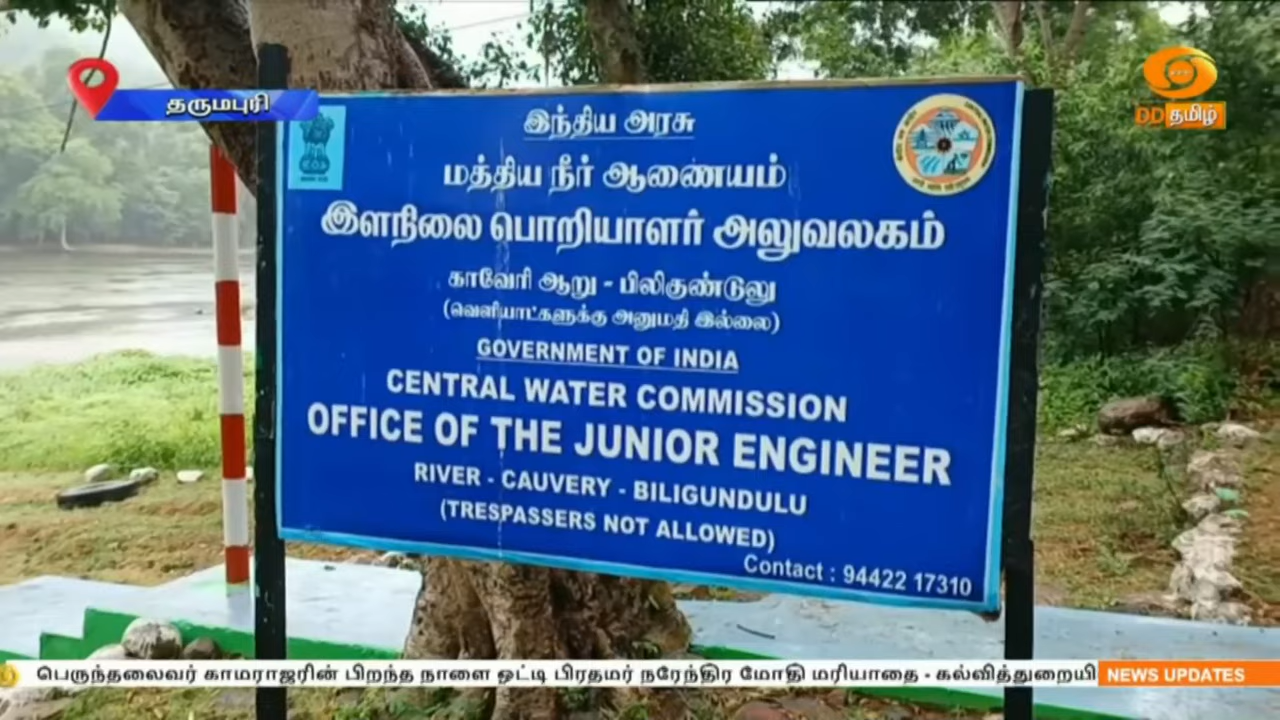 தருமபுரி
DD தமிழ்
இந்திய அரசு
மத்திய நீர் ஆணையம்
இளநிலை பொறியாளர் அலுவலகம்
காவேரி ஆறு - பிலிகுண்டுலு
(வெளியாட்களுக்கு அனுமதி இல்லை)
GOVERNMENT OF INDIA
CENTRAL WATER COMMISSION
OFFICE OF THE JUNIOR ENGINEER
RIVER - CAUVERY - BILIGUNDULU
(TRESPASSERS NOT ALLOWED)
Contact : 94422 17310
பெருந்தலைவர் காமராஜரின் பிறந்த நாளை ஒட்டி பிரதமர் நரேந்திர மோதி மரியாதை - கல்வித்துறையி
NEWS UPDATES